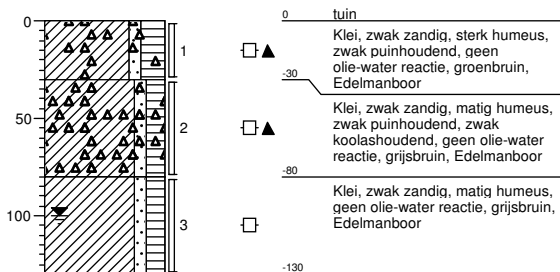 0
50
100
1
2
3
0 tuin
Klei, zwak zandig, sterk humeus,
zwak puinhoudend, geen
olie-water reactie, groenbruin,
Edelmanboor
-30
Klei, zwak zandig, matig humeus,
zwak puinhoudend, zwak
koolashoudend, geen olie-water
reactie, grijsbruin, Edelmanboor
-80
Klei, zwak zandig, matig humeus,
geen olie-water reactie, grijsbruin,
Edelmanboor
-130